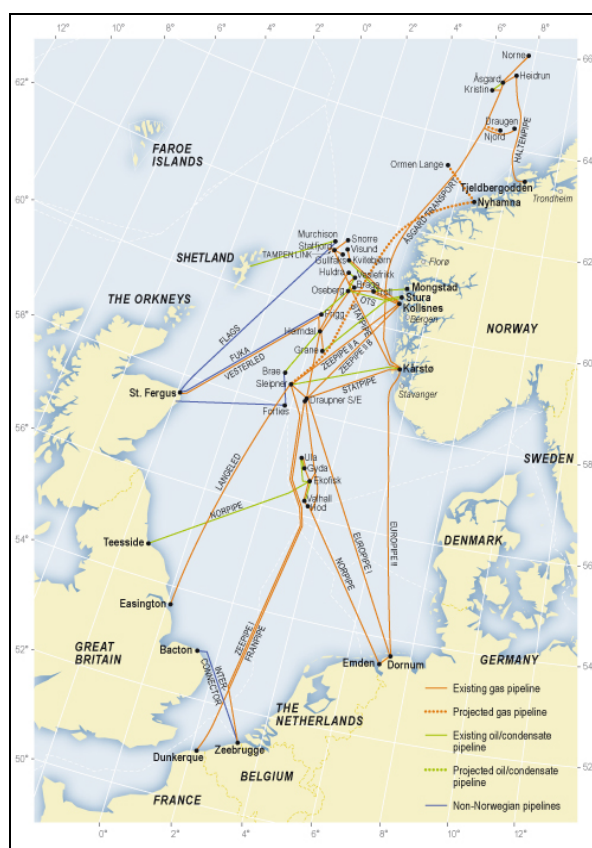 10° 8° 6° 4° 2° 0° 2° 4° 6° 8° 10°
Norne
66
62°
Åsgard
Heidrun
Kristin
Draugen
Njord
HALTENPIPE
64°
FAROE
ISLANDS
Ormen Lange
ÅSGARD TRANSPORT
Tjeldbergodden
Trondheim
60°
Nyhamna
Murchison
Snorre
Statfjord
Visund
SHETLAND
TAMPEN LINK
Gullfaks
Kvitebjørn
Florø
62°
Huldra
Veslefrikk
Brage
Oseberg
Troll
Mongstad
THE ORKNEYS
OTS
Stura
Kollsnes
Bergen
58°
FLAGS
Frigg
STATPIPE
NORWAY
FUKA
VESTERLED
Heimdal
Grane
ZEEPIPE II A
ZEEPIPE II B
60°
St. Fergus
Brae
Sleipner
STATPIPE
Kårstø
Stavanger
56°
Forties
Draupner S/E
LANGELED
Ula
Gyda
Ekofisk
SWEDEN
58°
NORPIPE
Valhall
Hod
Teesside
54°
EUROPIPE I
EUROPIPE II
DENMARK
56°
NORPIPE
Easington
GREAT
BRITAIN
Bacton
52°
ZEEPIPE I
FRANPIPE
Emden
Dornum
GERMANY
54°
INTER
CONNECTOR
THE
NETHERLANDS
Existing gas pipeline
Projected gas pipeline
Existing oil/condensate
pipeline
50°
Dunkerque
Zeebrugge
52°
Projected oil/condensate
pipeline
BELGIUM
FRANCE
Non-Norwegian pipelines
0° 2° 4° 6° 8° 10° 12°